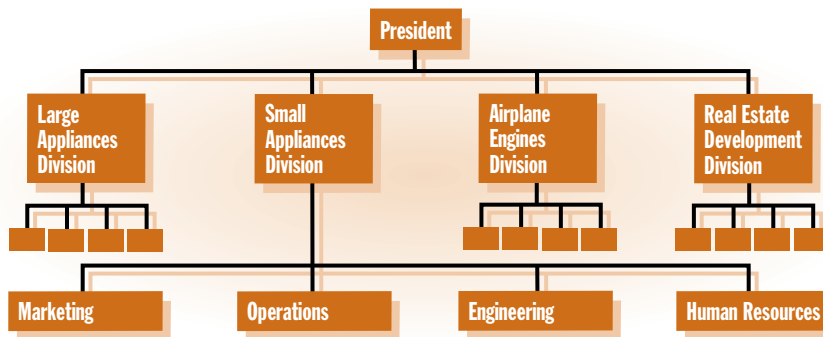 President
Large
Appliances
Division
Small
Appliances
Division
Airplane
Engines
Division
Real Estate
Development
Division
Marketing
Operations
Engineering
Human Resources